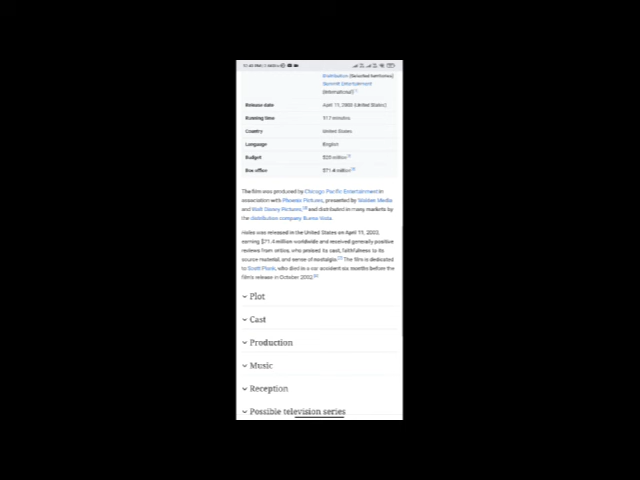 Distribution (Selected territories)
Summit Entertainment
(International)
Release date April 11, 2003 (United States)
Running time 117 minutes
Country United States
Language English
Budget $20 million
Box office $71.4 million
The film was produced by Chicago Pacific Entertainment in
association with Phoenix Pictures, presented by Walden Media
and Walt Disney Pictures, and distributed in many markets by
the distribution company Buena Vista.
Holes was released in the United States on April 11, 2003,
earning $71.4 million worldwide and received generally positive
reviews from critics, who praised its cast, faithfulness to its
source material, and sense of nostalgia. The film is dedicated
to Scott Plank, who died in a car accident six months before the
film's release in October 2002.
Plot
Cast
Production
Music
Reception
Possible television series